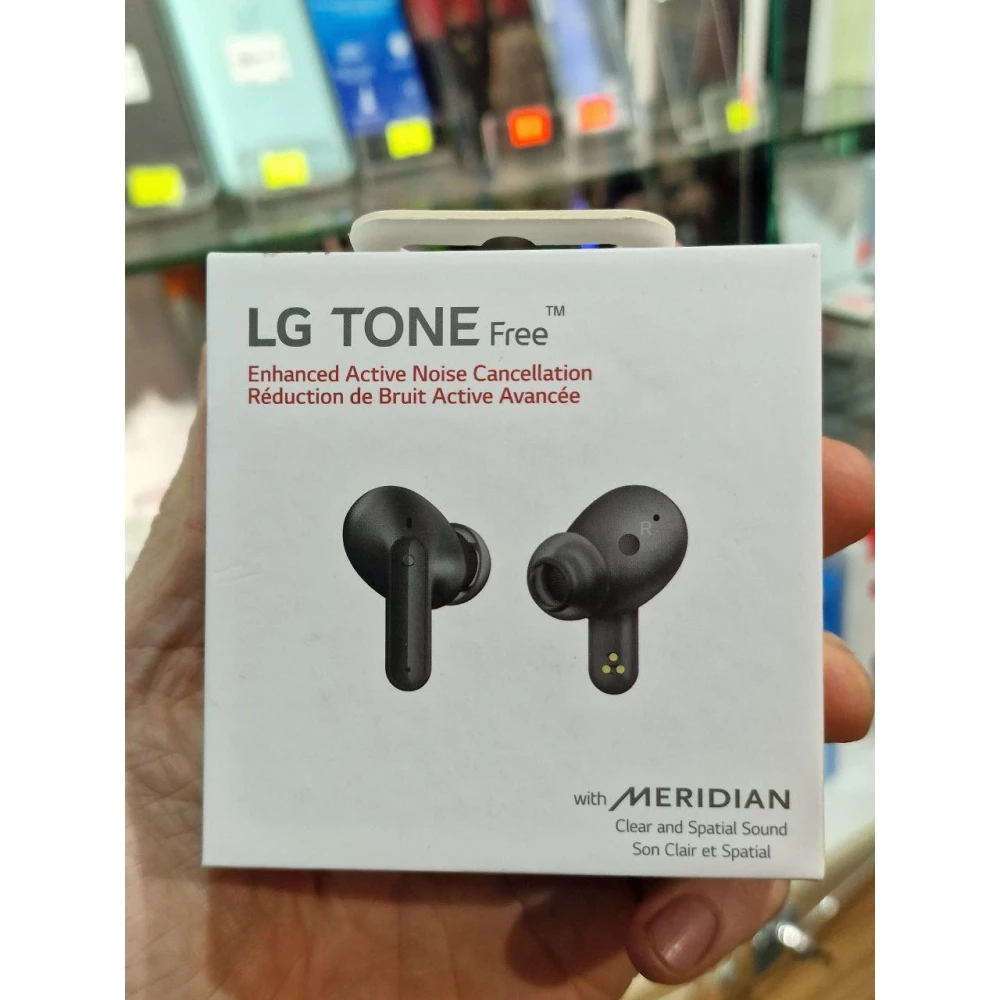 LG TONE Free™
Enhanced Active Noise Cancellation
Réduction de Bruit Active Avancée
R
with MERIDIAN
Clear and Spatial Sound
Son Clair et Spatial